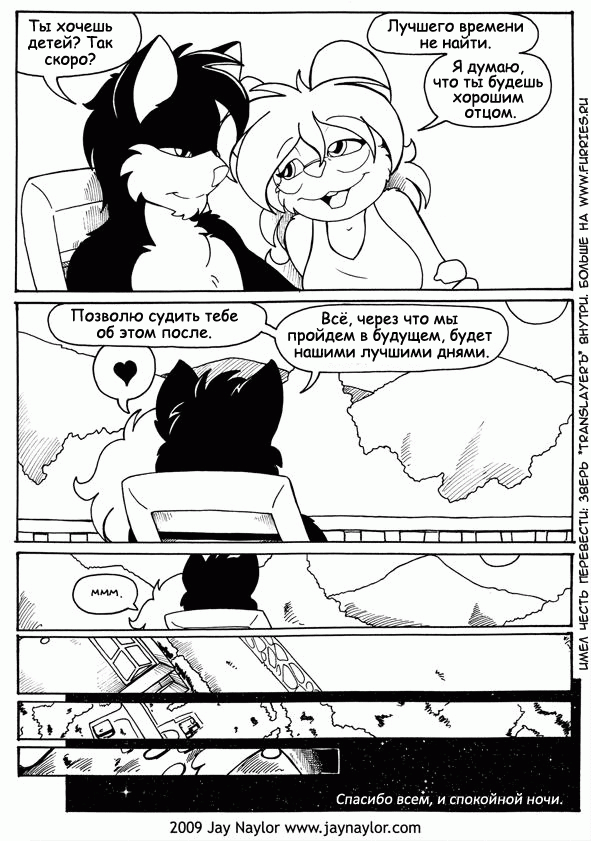 Ты хочешь
детей? Так
скоро?
Лучшего времени
не найти.
Я думаю,
что ты будешь
хорошим
отцом.
Позволю судить тебе
об этом после.
Всё, через что мы
пройдем в будущем, будет
нашими лучшими днями.
ммм.
Спасибо всем, и спокойной ночи.
2009 Jay Naylor www.jaynaylor.com
ИМЕЛ ЧЕСТЬ ПЕРЕВЕСТИ: ЗВЕРЬ "TRANSLAYERЪ" ВНУТРИ. БОЛЬШЕ НА WWW.FURRIES.RU